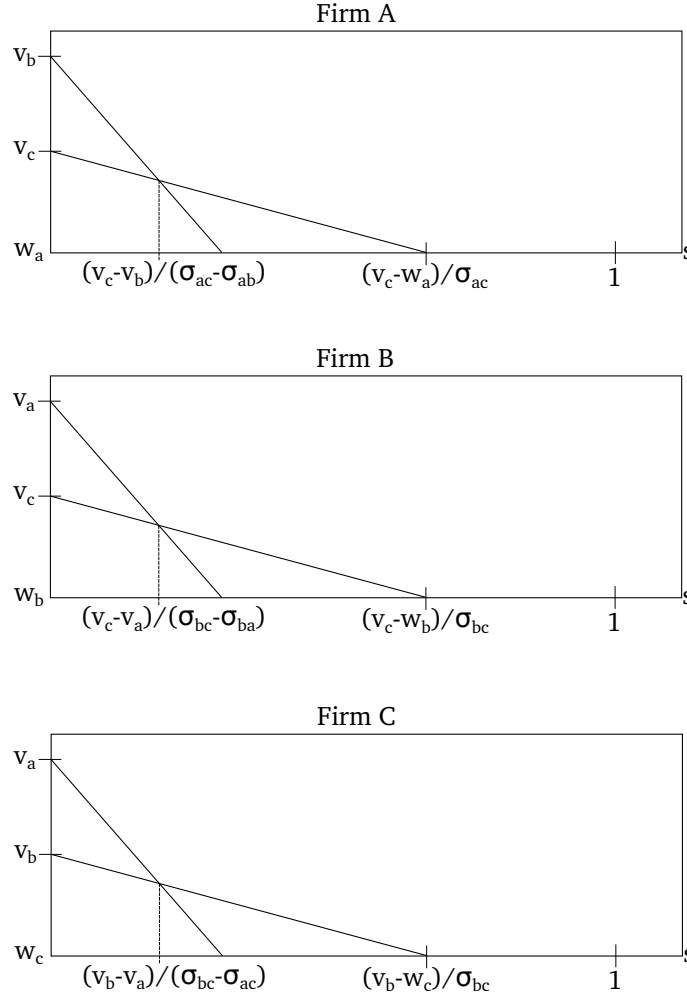 Firm A
v_b
v_c
w_a
(v_c-v_b)/(σ_ac-σ_ab)
(v_c-w_a)/σ_ac
1
s
Firm B
v_a
v_c
w_b
(v_c-v_a)/(σ_bc-σ_ba)
(v_c-w_b)/σ_bc
1
s
Firm C
v_a
v_b
w_c
(v_b-v_a)/(σ_bc-σ_ac)
(v_b-w_c)/σ_bc
1
s